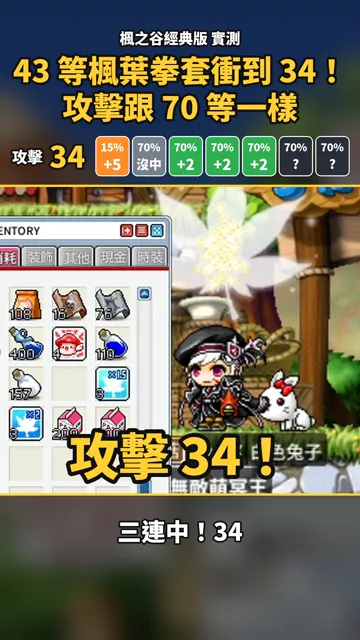 楓之谷經典版 實測
43 等楓葉拳套衝到 34！
攻擊跟 70 等一樣
攻擊 34
15% +5
70% 沒中
70% +2
70% +2
70% +2
70% ?
70% ?
ENTORY
消耗 裝飾 其他 現金 時裝
108 16 76
400 4 110
157 ×1.5 3
×2 3 200
攻擊 34！
白色兔子
無敵萌冥王
三連中！34